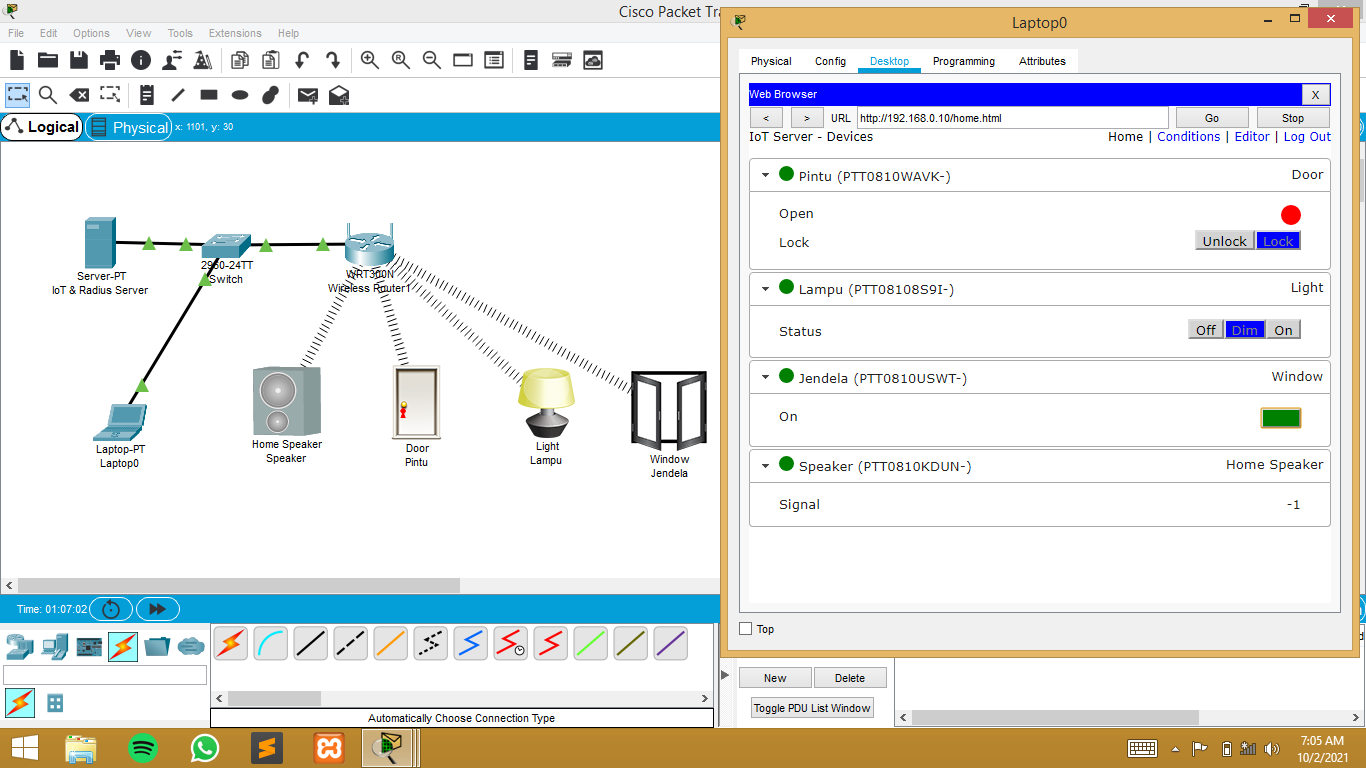 Cisco Packet Tra
File Edit Options View Tools Extensions Help
Logical
Physical x: 1101, y: 30
Server-PT
IoT & Radius Server
2960-24TT
Switch
WRT300N
Wireless Router1
Laptop-PT
Laptop0
Home Speaker
Speaker
Door
Pintu
Light
Lampu
Window
Jendela
Time: 01:07:02
Automatically Choose Connection Type
New Delete
Toggle PDU List Window
Laptop0
Physical Config Desktop Programming Attributes
Web Browser X
< > URL http://192.168.0.10/home.html Go Stop
IoT Server - Devices Home | Conditions | Editor | Log Out
Pintu (PTT0810WAVK-) Door
Open
Lock Unlock Lock
Lampu (PTT08108S9I-) Light
Status Off Dim On
Jendela (PTT0810USWT-) Window
On
Speaker (PTT0810KDUN-) Home Speaker
Signal -1
Top
7:05 AM
10/2/2021